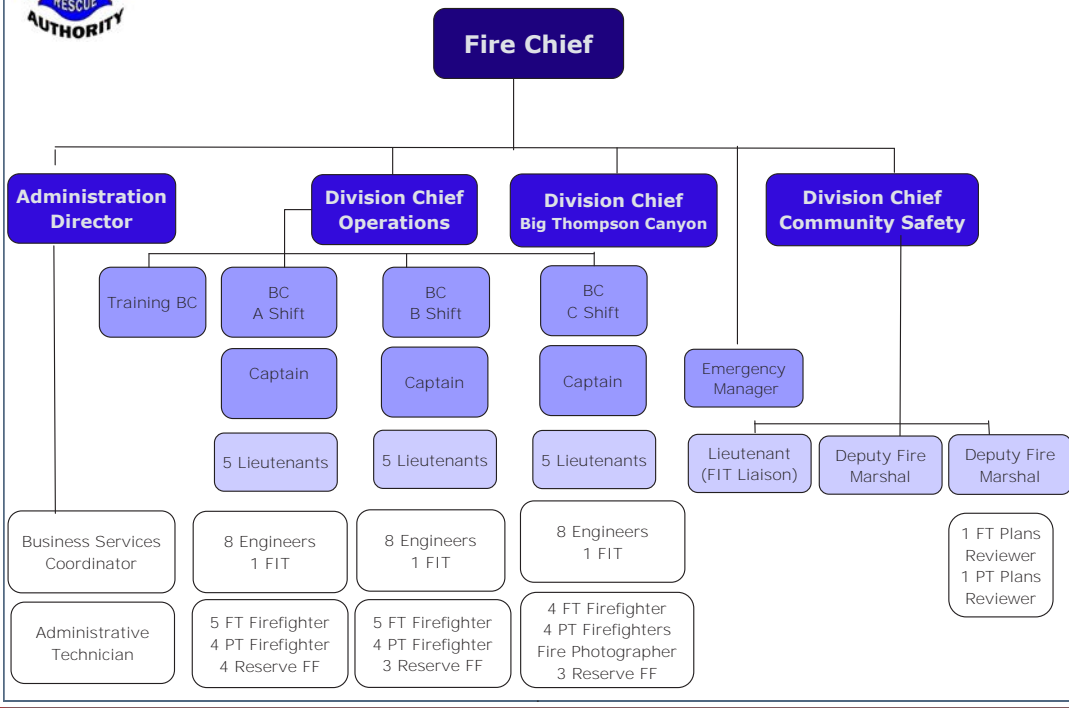 RESCUE
AUTHORITY
Fire Chief
Administration
Director
Division Chief
Operations
Division Chief
Big Thompson Canyon
Division Chief
Community Safety
Training BC
BC
A Shift
BC
B Shift
BC
C Shift
Captain
Captain
Captain
Emergency
Manager
5 Lieutenants
5 Lieutenants
5 Lieutenants
Lieutenant
(FIT Liaison)
Deputy Fire
Marshal
Deputy Fire
Marshal
Business Services
Coordinator
8 Engineers
1 FIT
8 Engineers
1 FIT
8 Engineers
1 FIT
1 FT Plans
Reviewer
1 PT Plans
Reviewer
Administrative
Technician
5 FT Firefighter
4 PT Firefighter
4 Reserve FF
5 FT Firefighter
4 PT Firefighter
3 Reserve FF
4 FT Firefighter
4 PT Firefighters
Fire Photographer
3 Reserve FF